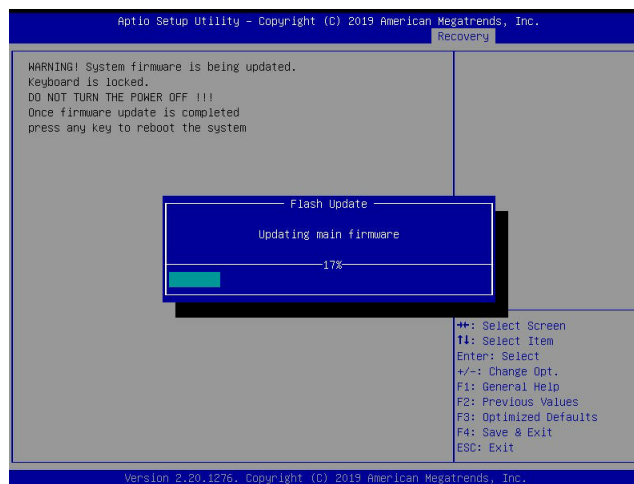 Aptio Setup Utility – Copyright (C) 2019 American Megatrends, Inc.
Recovery
WARNING! System firmware is being updated.
Keyboard is locked.
DO NOT TURN THE POWER OFF !!!
Once firmware update is completed
press any key to reboot the system
Flash Update
Updating main firmware
17%
→←: Select Screen
↑↓: Select Item
Enter: Select
+/-: Change Opt.
F1: General Help
F2: Previous Values
F3: Optimized Defaults
F4: Save & Exit
ESC: Exit
Version 2.20.1276. Copyright (C) 2019 American Megatrends, Inc.